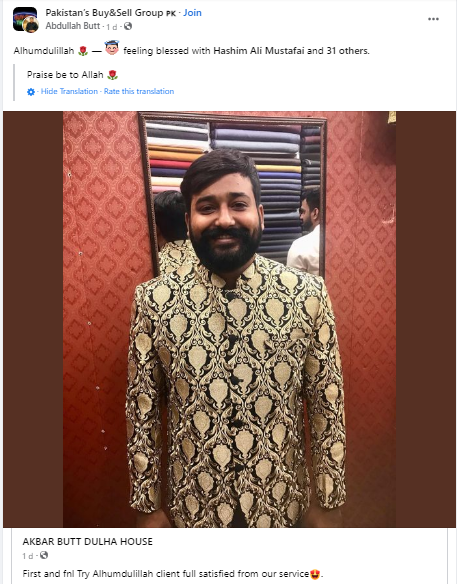 Pakistan's Buy&Sell Group PK · Join
Abdullah Butt · 1 d ·
Alhumdulillah 🌹 — 😇 feeling blessed with Hashim Ali Mustafai and 31 others.
Praise be to Allah 🌹
· Hide Translation · Rate this translation
AKBAR BUTT DULHA HOUSE
1 d ·
First and fnl Try Alhumdulillah client full satisfied from our service😍.